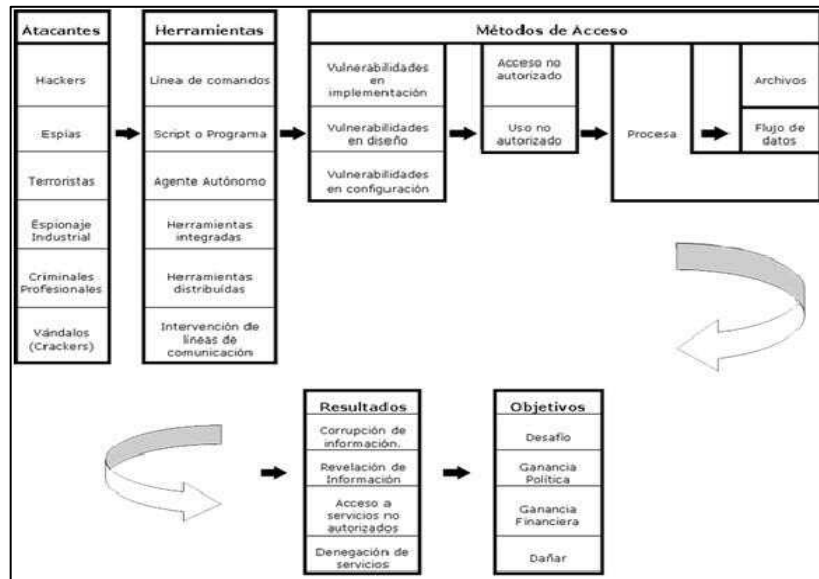 Atacantes
Hackers
Espías
Terroristas
Espionaje
Industrial
Criminales
Profesionales
Vándalos
(Crackers)
Herramientas
Línea de comandos
Script o Programa
Agente Autónomo
Herramientas
integradas
Herramientas
distribuídas
Intervención de
líneas de
comunicación
Métodos de Acceso
Vulnerabilidades
en
implementación
Vulnerabilidades
en diseño
Vulnerabilidades
en configuración
Acceso no
autorizado
Uso no
autorizado
Procesa
Archivos
Flujo de
datos
Resultados
Corrupción de
información.
Revelación de
Información
Acceso a
servicios no
autorizados
Denegación de
servicios
Objetivos
Desafío
Ganancia
Política
Ganancia
Financiera
Dañar